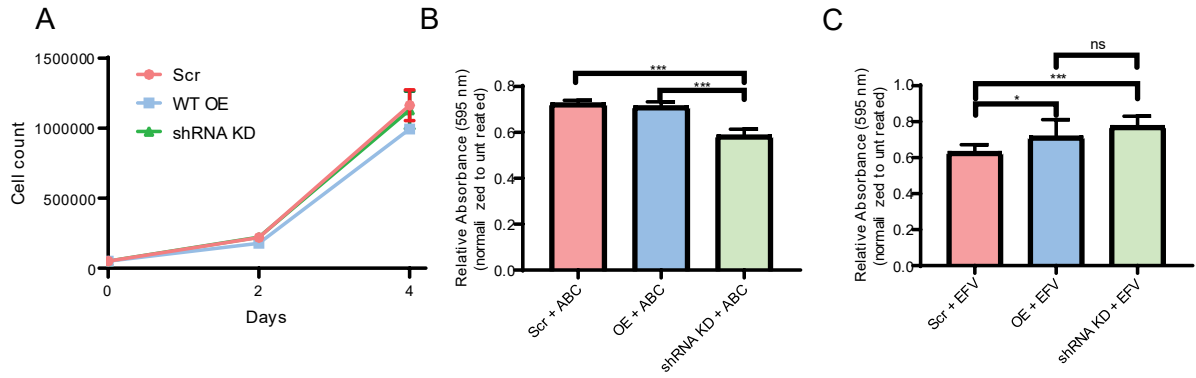 A
1500000
1000000
500000
0
Cell count
0
2
4
Days
Scr
WT OE
shRNA KD
B
Relative Absorbance (595 nm)
(normali zed to unt reated)
0.8
0.6
0.4
0.2
0.0
***
***
Scr + ABC
OE + ABC
shRNA KD + ABC
C
Relative Absorbance (595 nm)
(normali zed to unt reated)
1.0
0.8
0.6
0.4
0.2
0.0
ns
***
*
Scr + EFV
OE + EFV
shRNA KD + EFV